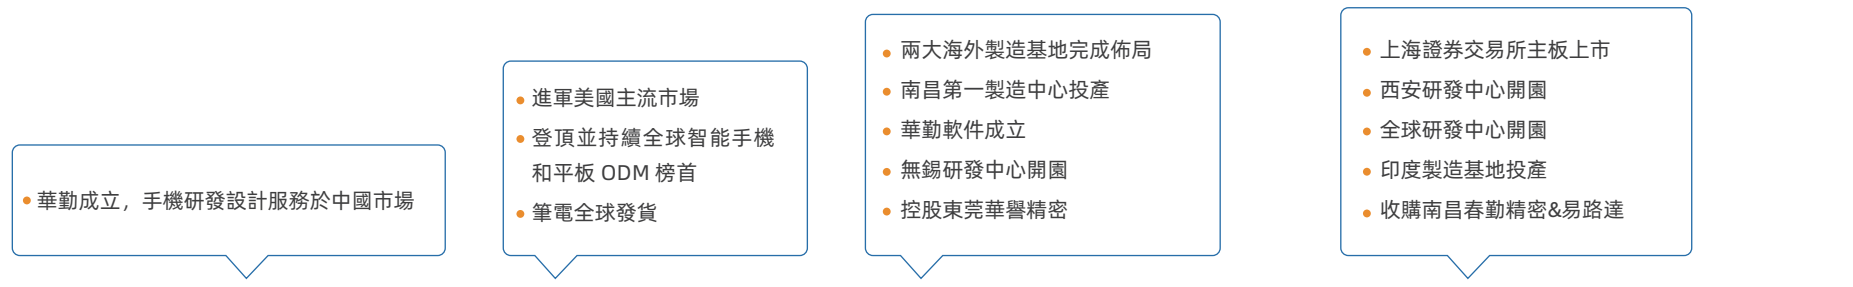 華勤成立，手機研發設計服務於中國市場
進軍美國主流市場
登頂並持續全球智能手機
和平板 ODM 榜首
筆電全球發貨
兩大海外製造基地完成佈局
南昌第一製造中心投產
華勤軟件成立
無錫研發中心開園
控股東莞華譽精密
上海證券交易所主板上市
西安研發中心開園
全球研發中心開園
印度製造基地投產
收購南昌春勤精密&易路達